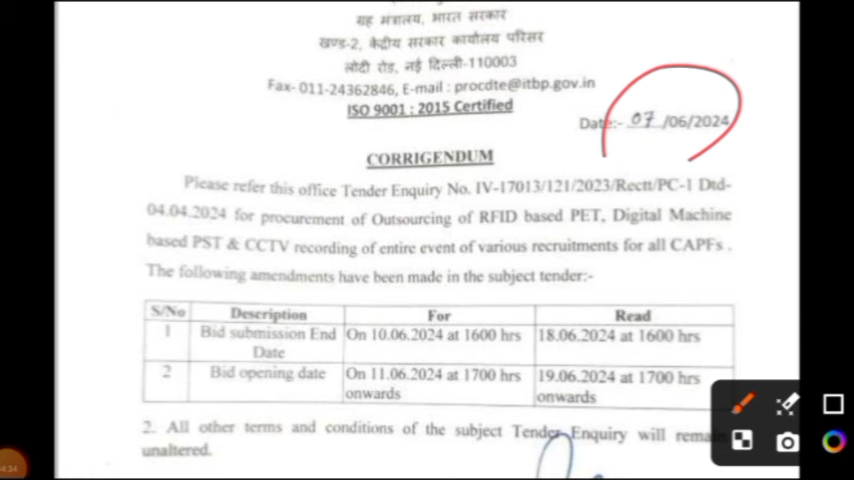 गृह मंत्रालय, भारत सरकार
खण्ड-2, केंद्रीय सरकार कार्यालय परिसर
लोदी रोड, नई दिल्ली-110003
Fax- 011-24362846, E-mail : procdte@itbp.gov.in
ISO 9001 : 2015 Certified
Date:- 07/06/2024
CORRIGENDUM
Please refer this office Tender Enquiry No. IV-17013/121/2023/Rectt/PC-1 Dtd-
04.04.2024 for procurement of Outsourcing of RFID based PET, Digital Machine
based PST & CCTV recording of entire event of various recruitments for all CAPFs .
The following amendments have been made in the subject tender:-
S/No Description For Read
1 Bid submission End Date On 10.06.2024 at 1600 hrs 18.06.2024 at 1600 hrs
2 Bid opening date On 11.06.2024 at 1700 hrs onwards 19.06.2024 at 1700 hrs onwards
2. All other terms and conditions of the subject Tender Enquiry will remain
unaltered.
4:34